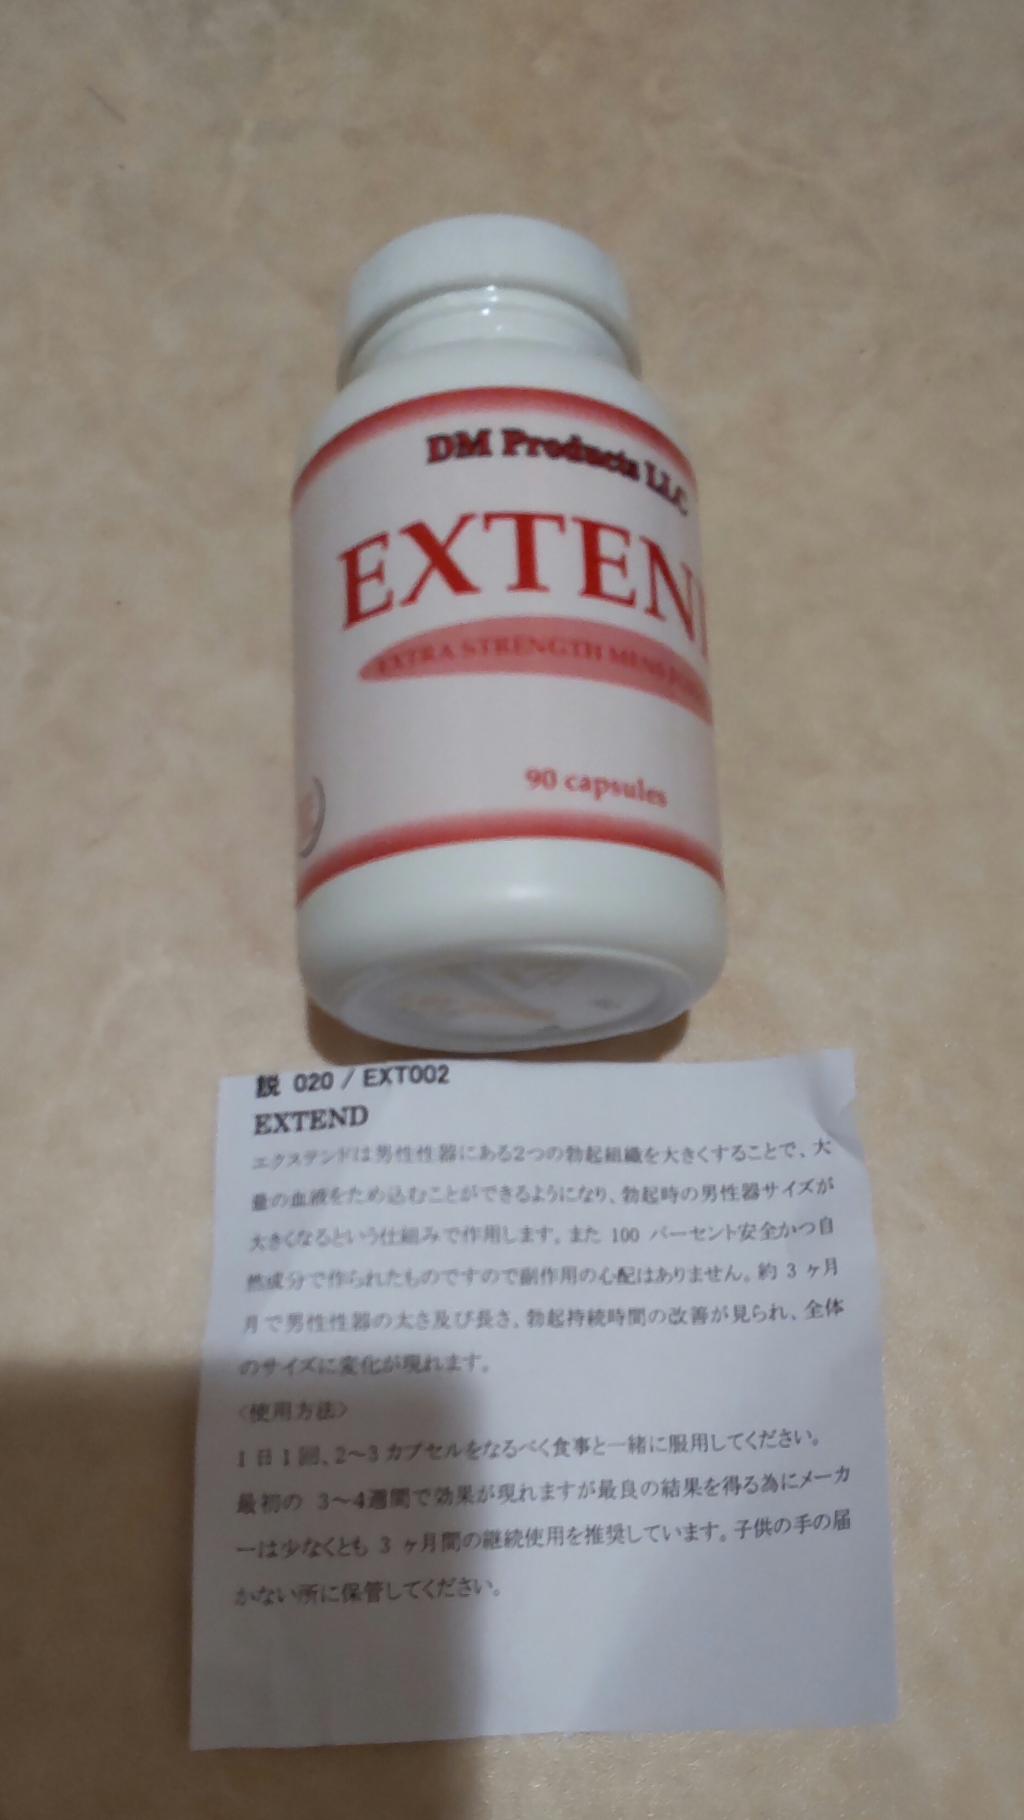 DM Products LLC
EXTEN
EXTRA STRENGTH MENS
90 capsules
説 020 / EXT002
EXTEND
エクステンドは男性性器にある2つの勃起組織を大きくすることで、大
量の血液をため込むことができるようになり、勃起時の男性器サイズが
大きくなるという仕組みで作用します。また 100 パーセント安全かつ自
然成分で作られたものですので副作用の心配はありません。約 3 ヶ月
月で男性性器の太さ及び長さ、勃起持続時間の改善が見られ、全体
のサイズに変化が現れます。
〈使用方法〉
1 日 1 回、2～3 カプセルをなるべく食事と一緒に服用してください。
最初の 3～4週間で効果が現れますが最良の結果を得る為にメーカ
ーは少なくとも 3 ヶ月間の継続使用を推奨しています。子供の手の届
かない所に保管してください。